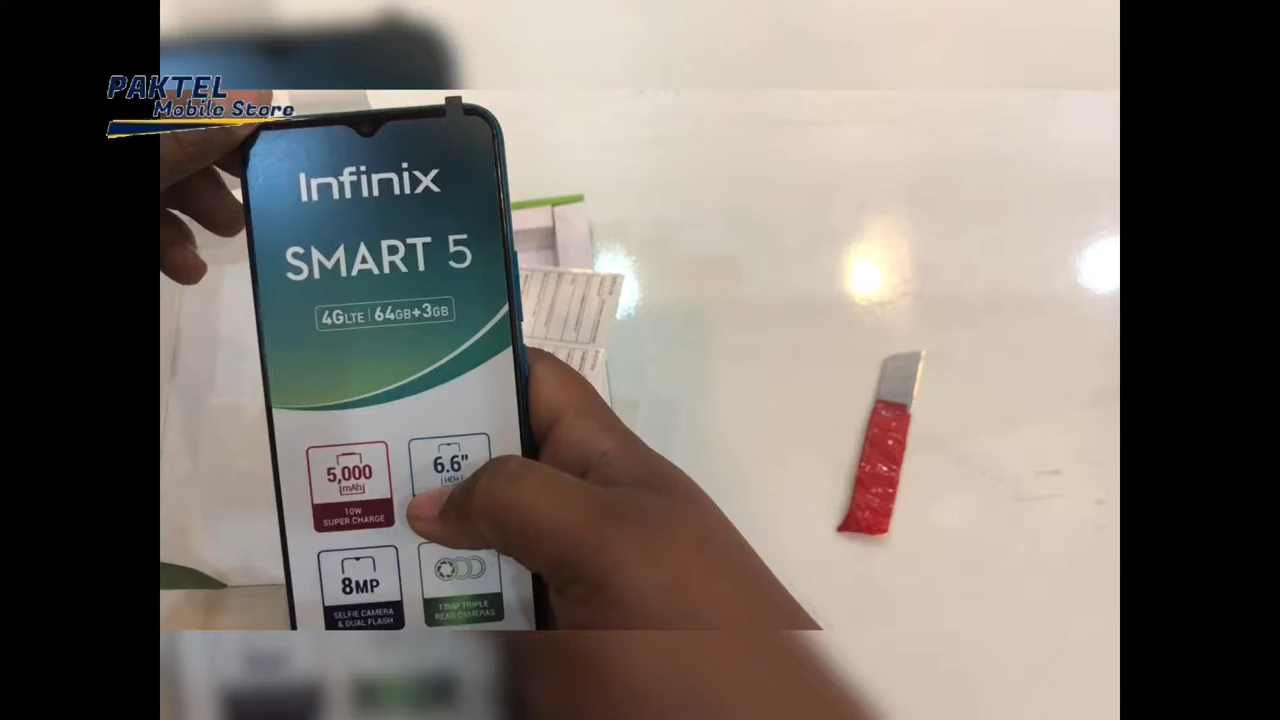 PAKTEL
Mobile Store
Infinix
SMART 5
4GLTE | 64GB+3GB
5,000
mAh
10W
SUPER CHARGE
6.6"
HD+
8MP
SELFIE CAMERA
& DUAL FLASH
13MP TRIPLE
REAR CAMERAS